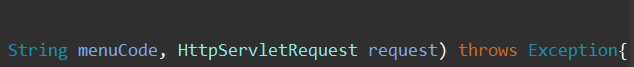 String menuCode, HttpServletRequest request) throws Exception{